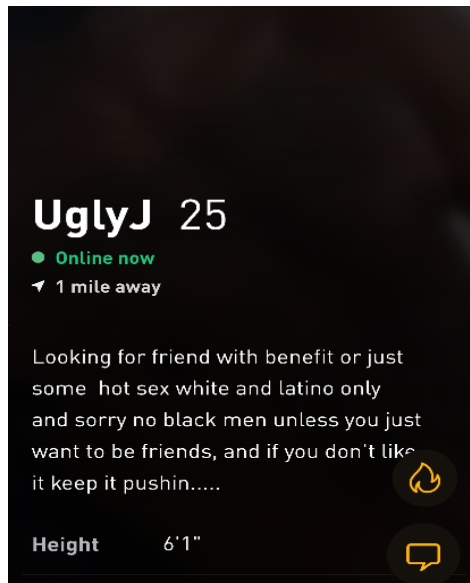 UglyJ 25
Online now
1 mile away
Looking for friend with benefit or just
some hot sex white and latino only
and sorry no black men unless you just
want to be friends, and if you don't like
it keep it pushin.....
Height 6'1"